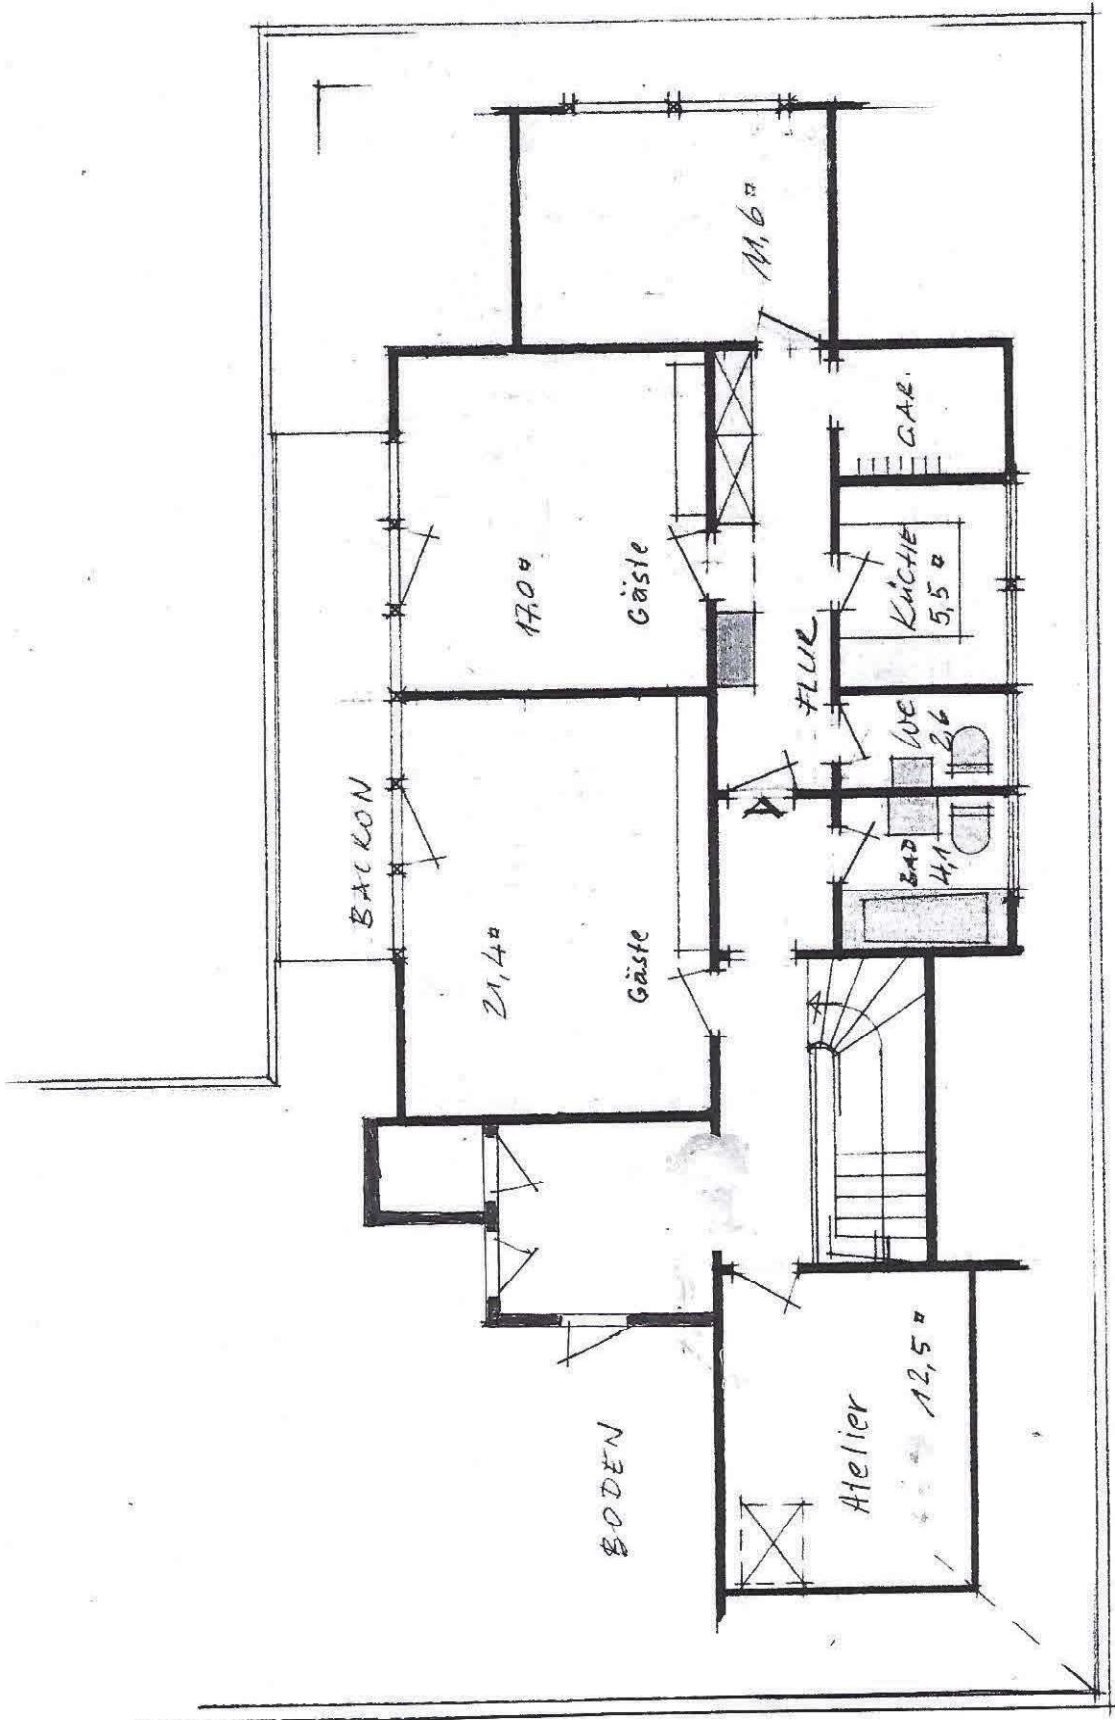 BALKON
21,4 ¤
Gäste
17,0 ¤
Gäste
11,6 ¤
FLUR
BAD
4,1
WC
2,6
KÜCHE
5,5 ¤
GAR.
BODEN
Atelier
12,5 ¤